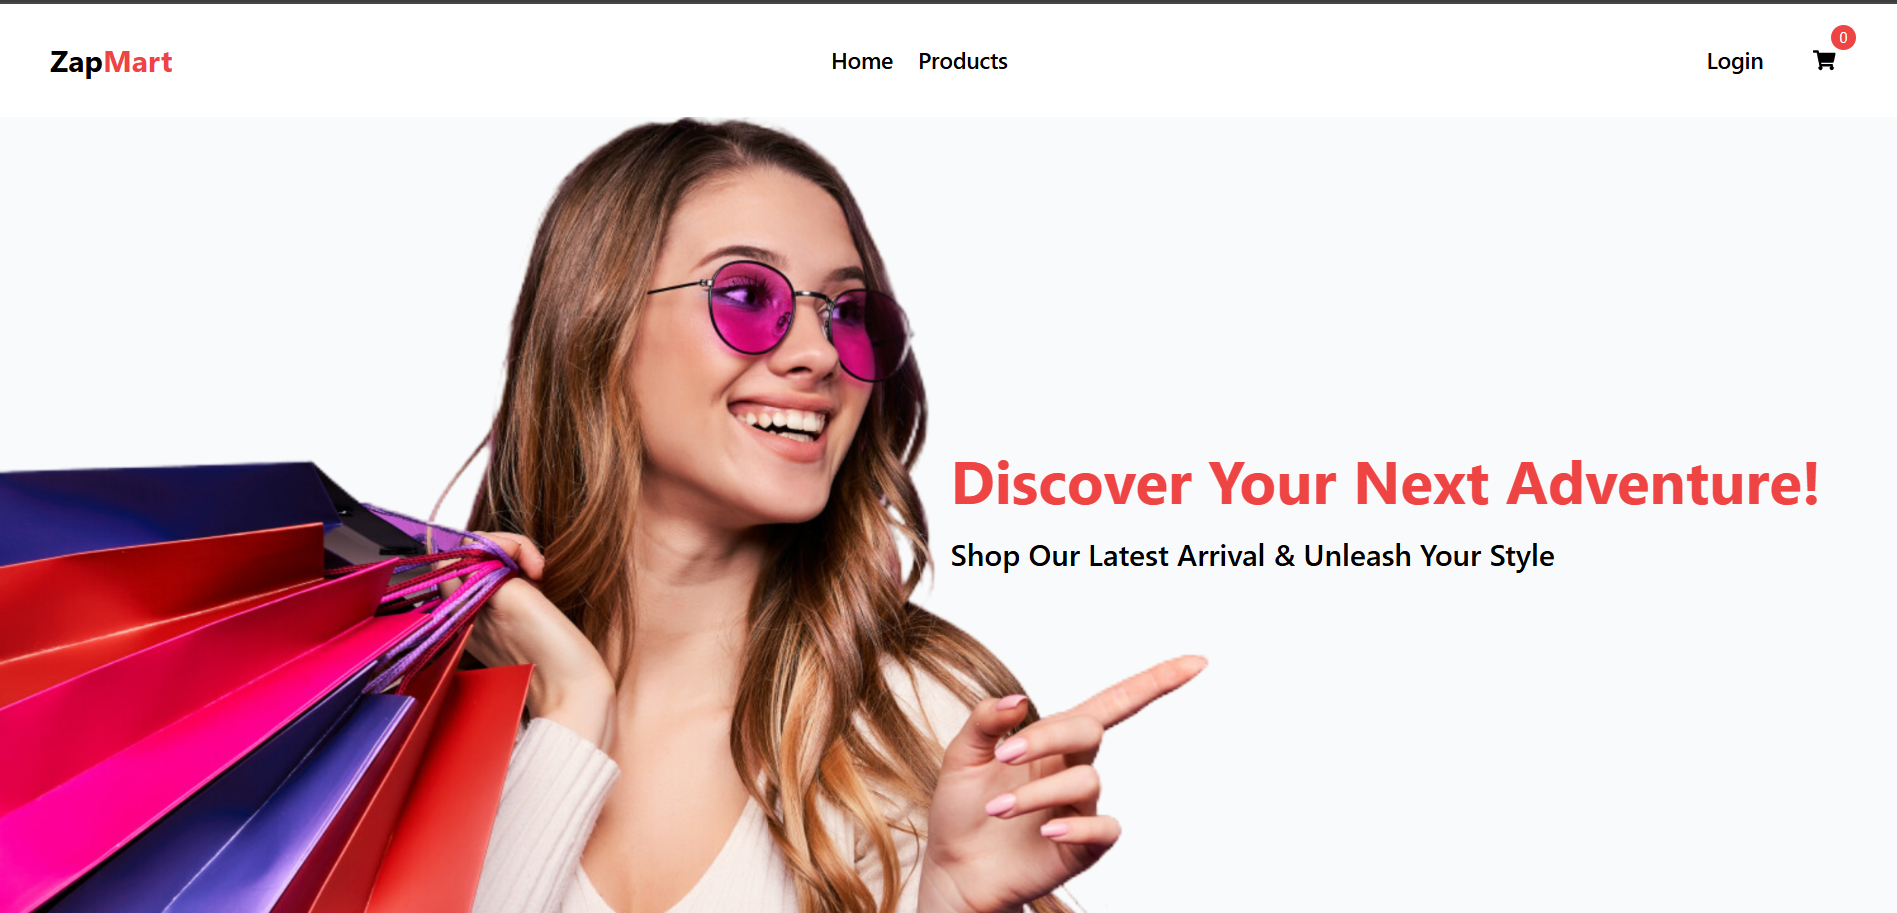 ZapMart
Home Products
Login
0
Discover Your Next Adventure!
Shop Our Latest Arrival & Unleash Your Style